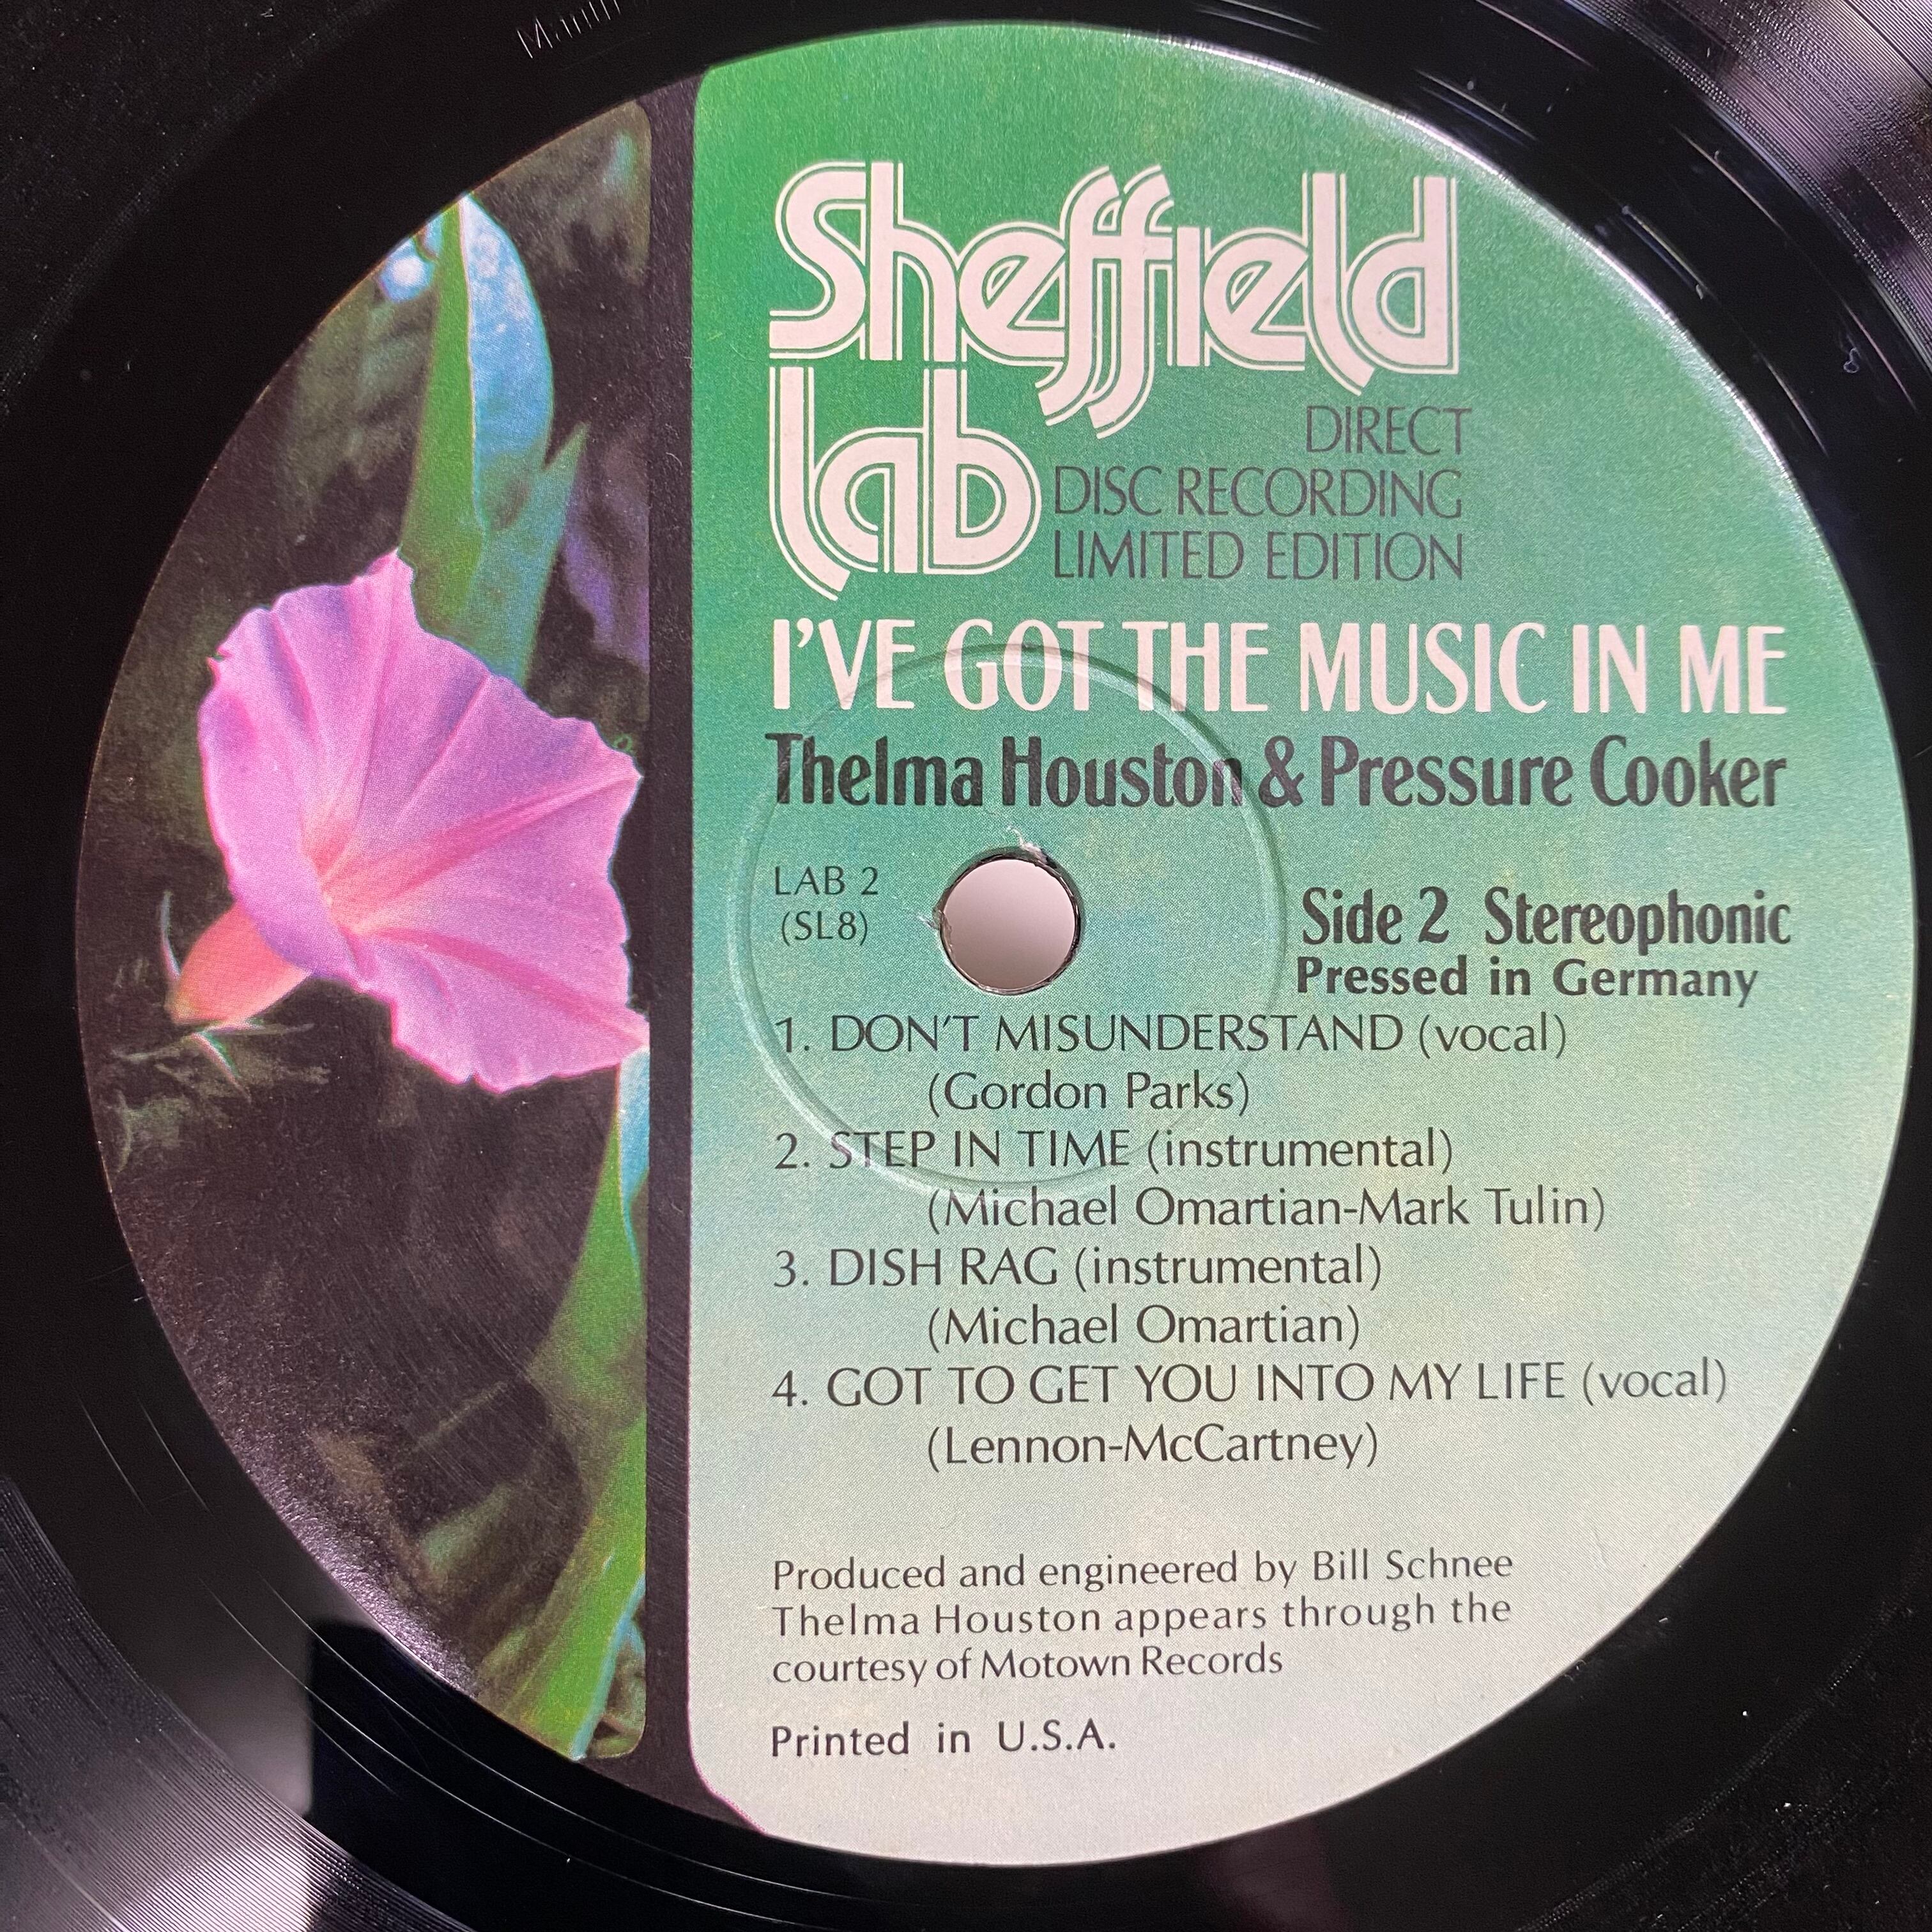 Sheffield
Lab
DIRECT
DISC RECORDING
LIMITED EDITION
I'VE GOT THE MUSIC IN ME
Thelma Houston & Pressure Cooker
LAB 2
(SL8)
Side 2 Stereophonic
Pressed in Germany
1. DON'T MISUNDERSTAND (vocal)
(Gordon Parks)
2. STEP IN TIME (instrumental)
(Michael Omartian-Mark Tulin)
3. DISH RAG (instrumental)
(Michael Omartian)
4. GOT TO GET YOU INTO MY LIFE (vocal)
(Lennon-McCartney)
Produced and engineered by Bill Schnee
Thelma Houston appears through the
courtesy of Motown Records
Printed in U.S.A.